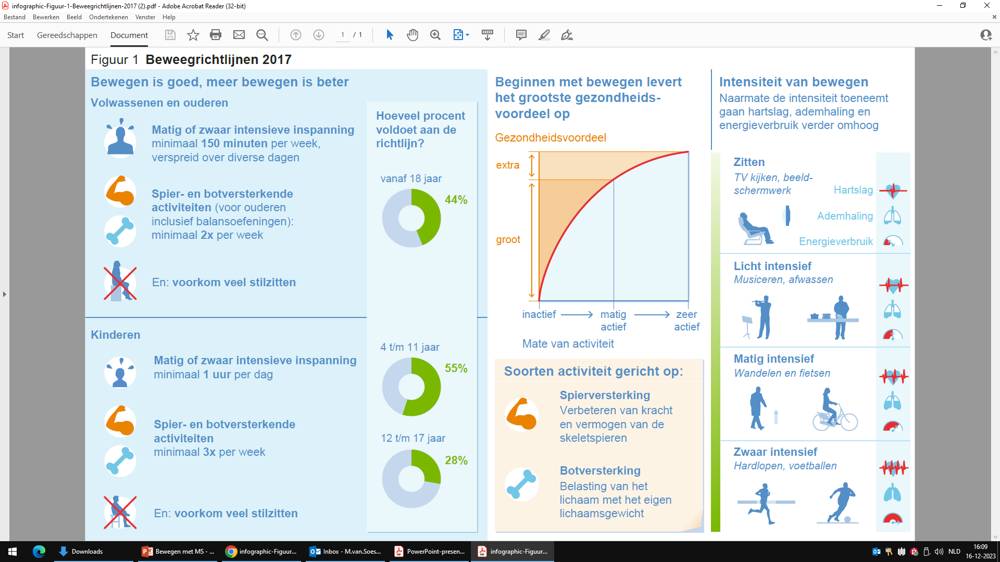 infographic-Figuur-1-Beweegrichtlijnen-2017 (2).pdf - Adobe Acrobat Reader (32-bit)
Bestand Bewerken Beeld Ondertekenen Venster Help
Start Gereedschappen Document 1 / 1
Figuur 1 Beweegrichtlijnen 2017
Bewegen is goed, meer bewegen is beter
Volwassenen en ouderen
Matig of zwaar intensieve inspanning
minimaal 150 minuten per week,
verspreid over diverse dagen
Spier- en botversterkende
activiteiten (voor ouderen
inclusief balansoefeningen):
minimaal 2x per week
En: voorkom veel stilzitten
Kinderen
Matig of zwaar intensieve inspanning
minimaal 1 uur per dag
Spier- en botversterkende
activiteiten
minimaal 3x per week
En: voorkom veel stilzitten
Hoeveel procent
voldoet aan de
richtlijn?
vanaf 18 jaar
44%
4 t/m 11 jaar
55%
12 t/m 17 jaar
28%
Beginnen met bewegen levert
het grootste gezondheids-
voordeel op
Gezondheidsvoordeel
extra
groot
inactief matig zeer
actief actief
Mate van activiteit
Soorten activiteit gericht op:
Spierversterking
Verbeteren van kracht
en vermogen van de
skeletspieren
Botversterking
Belasting van het
lichaam met het eigen
lichaamsgewicht
Intensiteit van bewegen
Naarmate de intensiteit toeneemt
gaan hartslag, ademhaling en
energieverbruik verder omhoog
Zitten
TV kijken, beeld-
schermwerk
Hartslag
Ademhaling
Energieverbruik
Licht intensief
Musiceren, afwassen
Matig intensief
Wandelen en fietsen
Zwaar intensief
Hardlopen, voetballen
Downloads
Bewegen met MS - ...
infographic-Figuur...
Inbox - M.van.Soes...
PowerPoint-presen...
infographic-Figuur...
NLD
16:09
16-12-2023